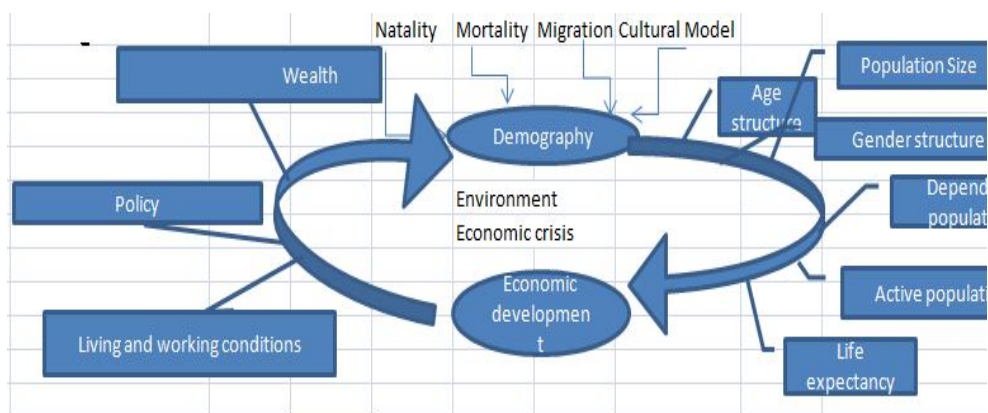 Natality Mortality Migration Cultural Model
Wealth
Population Size
Age
structure
Demography
Gender structure
Environment
Policy
Economic crisis
Economic
developmen
t
Living and working conditions
Life
expectancy